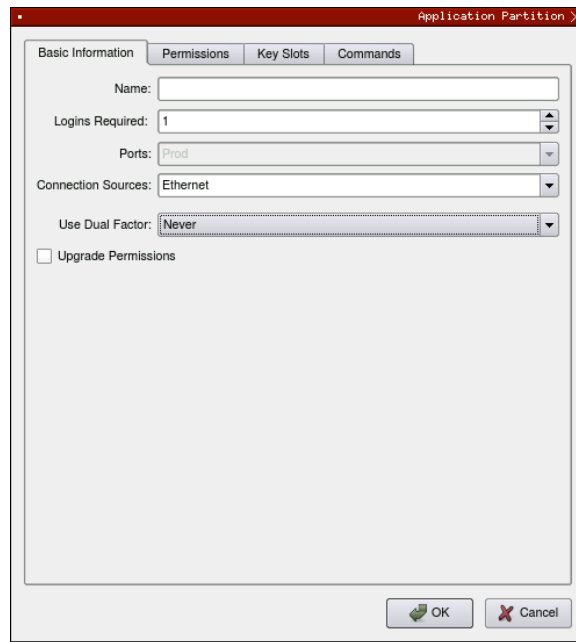 Application Partition
Basic Information Permissions Key Slots Commands
Name:
Logins Required: 1
Ports: Prod
Connection Sources: Ethernet
Use Dual Factor: Never
Upgrade Permissions
OK Cancel